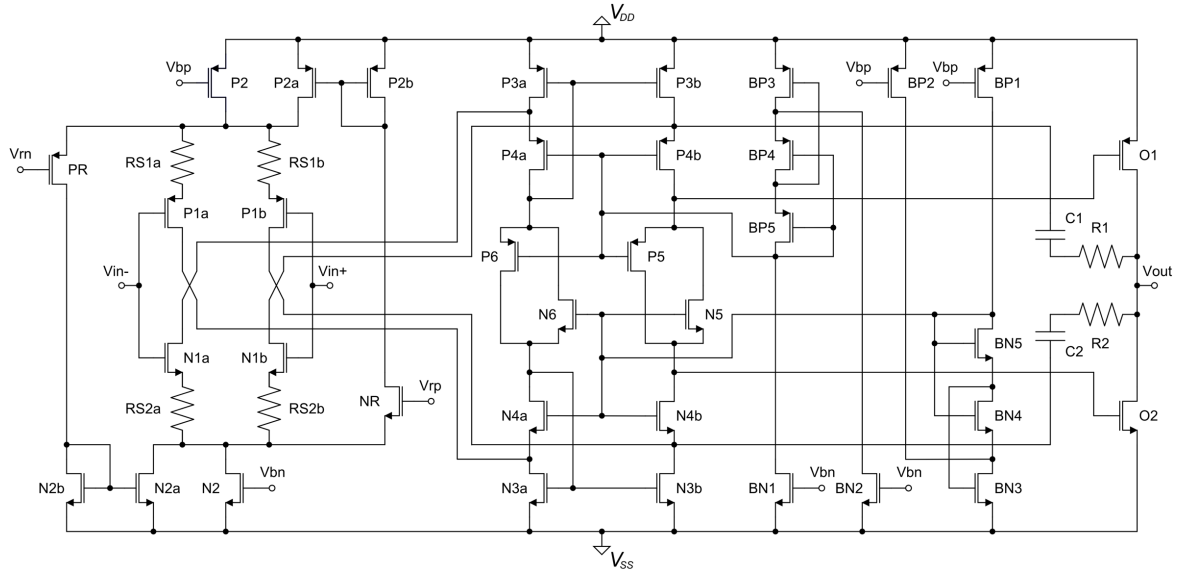 VDD
Vbp
P2
P2a
P2b
P3a
P3b
BP3
Vbp
BP2
Vbp
BP1
Vrn
PR
RS1a
RS1b
P4a
P4b
BP4
O1
P1a
P1b
BP5
C1
R1
Vin-
Vin+
P6
P5
Vout
N6
N5
N1a
N1b
BN5
C2
R2
RS2a
RS2b
NR
Vrp
N4a
N4b
BN4
O2
N2b
N2a
N2
Vbn
N3a
N3b
BN1
Vbn
BN2
Vbn
BN3
VSS